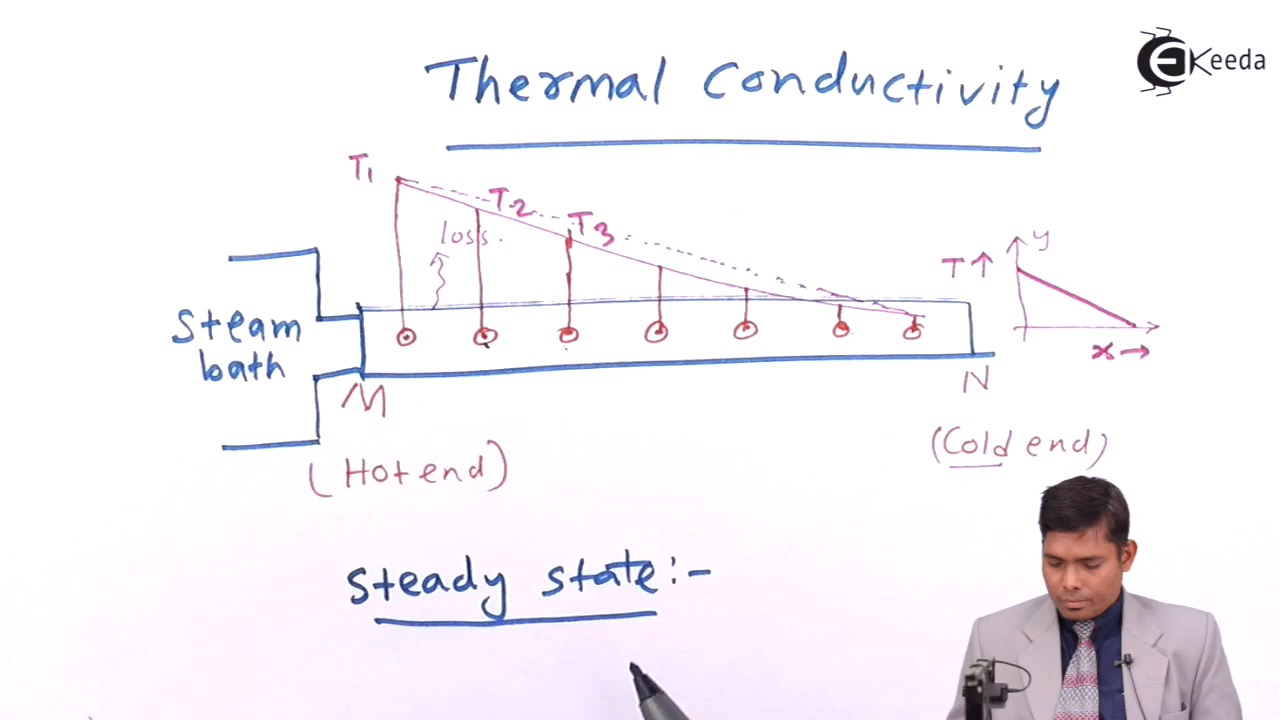 Thermal Conductivity
Keeda
T1
T2
T3
loss.
y
T↑
x→
Steam
bath
M
N
(Hot end)
(Cold end)
Steady state:-